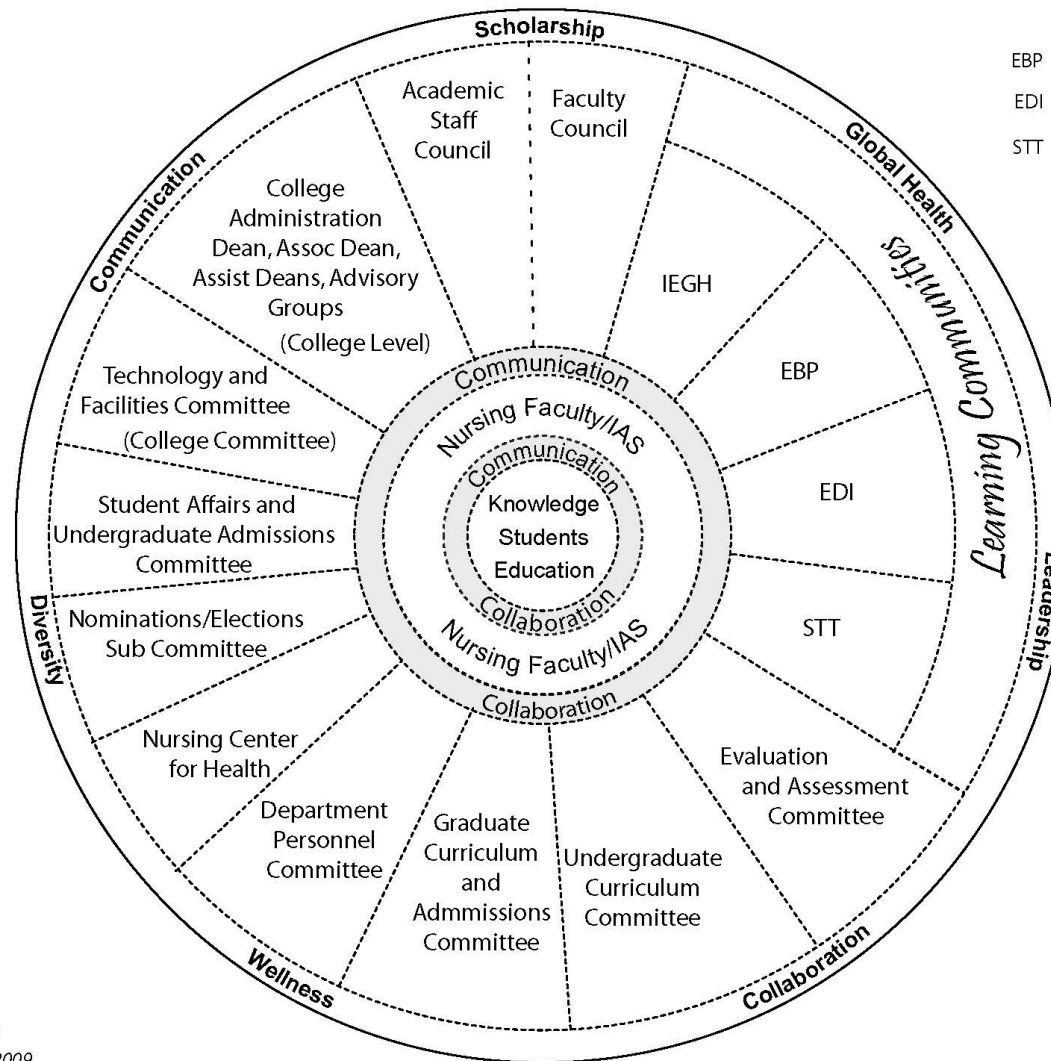 Scholarship
EBP
EDI
STT
Global Health
Communication
Academic
Staff
Council
Faculty
Council
College
Administration
Dean, Assoc Dean,
Assist Deans, Advisory
Groups
(College Level)
IEGH
Learning Communities
EBP
Technology and
Facilities Committee
(College Committee)
EDI
Student Affairs and
Undergraduate Admissions
Committee
STT
Leadership
Diversity
Nominations/Elections
Sub Committee
Nursing Center
for Health
Department
Personnel
Committee
Graduate
Curriculum
and
Admmissions
Committee
Undergraduate
Curriculum
Committee
Evaluation
and Assessment
Committee
Wellness
Collaboration
Communication
Nursing Faculty/IAS
Communication
Knowledge
Students
Education
Collaboration
Nursing Faculty/IAS
Collaboration
2009